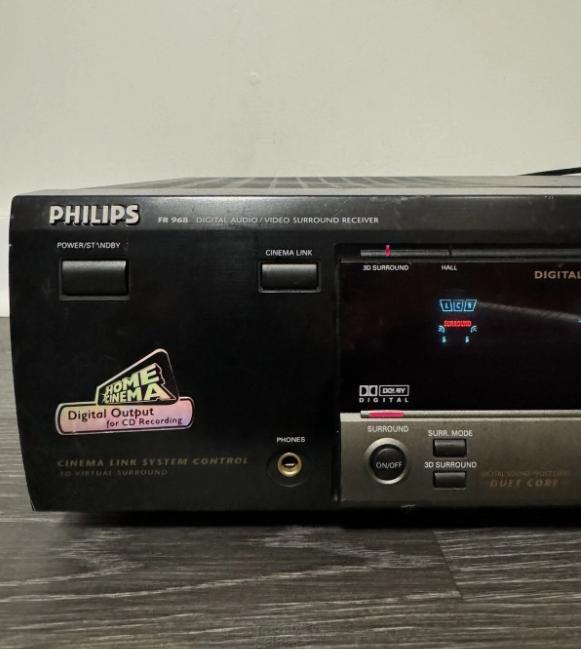 PHILIPS FR 968 DIGITAL AUDIO/VIDEO SURROUND RECEIVER
POWER/STANDBY
CINEMA LINK
3D SURROUND
HALL
DIGITAL
L C R
SURROUND
HOME
CINEMA
Digital Output
for CD Recording
DOLBY
DIGITAL
PHONES
SURROUND
ON/OFF
SURR. MODE
3D SURROUND
CINEMA LINK SYSTEM CONTROL
3D VIRTUAL SURROUND
DIGITAL SOUND
DUET CORE